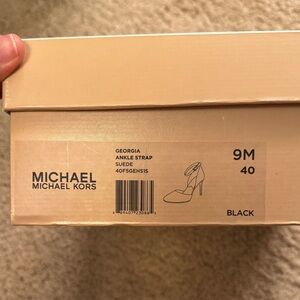 GEORGIA
ANKLE STRAP
SUEDE
40F5GEHS1S
MICHAEL
MICHAEL KORS
9M
40
BLACK